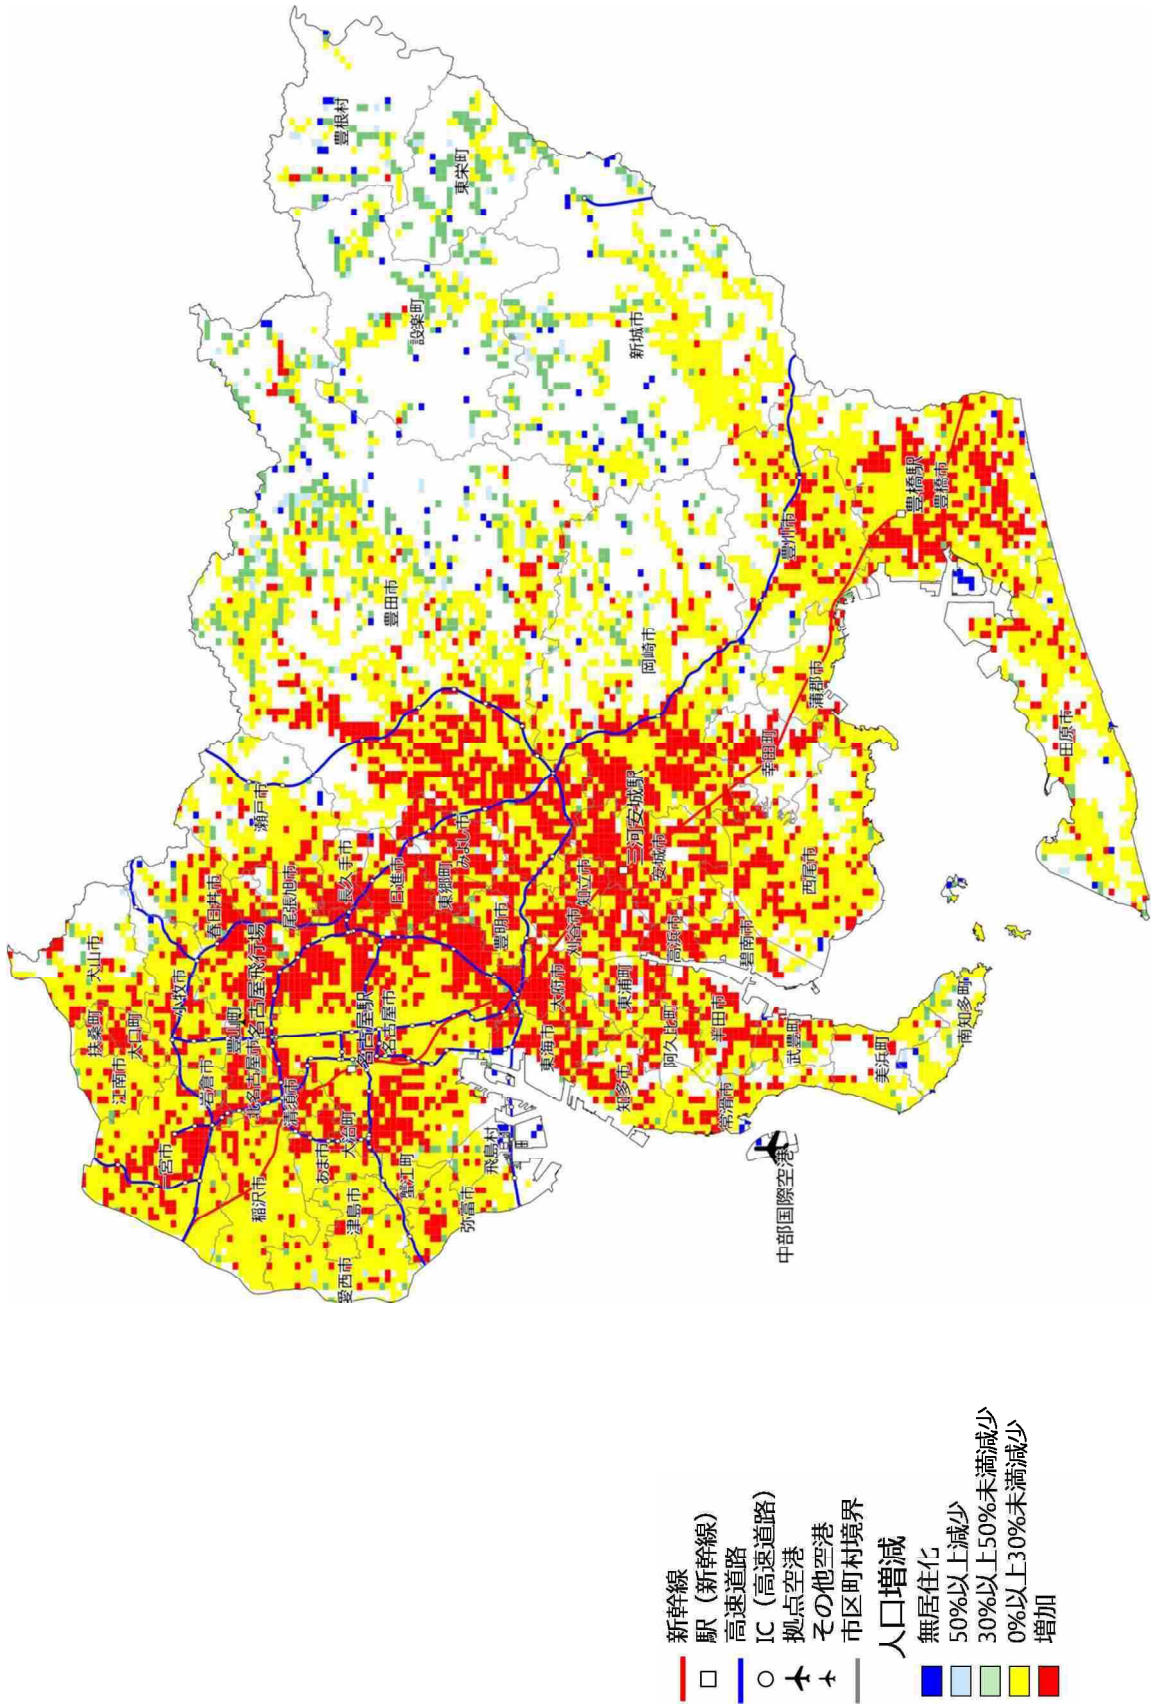 豊根村
東栄町
設楽町
新城市
豊田市
岡崎市
豊川市
豊橋駅
豊橋市
蒲郡市
幸田町
田原市
瀬戸市
長久手市
尾張旭市
春日井市
日進市
東郷町
みよし市
三河安城駅
安城市
知立市
西尾市
豊明市
刈谷市
高浜市
碧南市
犬山市
小牧市
名古屋飛行場
扶桑町
大口町
豊山町
名古屋駅
名古屋市
大府市
東浦町
東海市
阿久比町
半田市
武豊町
美浜町
南知多町
江南市
岩倉市
北名古屋市
清須市
知多市
常滑市
一宮市
稲沢市
あま市
大治町
津島市
蟹江町
飛島村
弥富市
愛西市
中部国際空港
新幹線
駅（新幹線）
高速道路
IC（高速道路）
拠点空港
その他空港
市区町村境界
人口増減
無居住化
50%以上減少
30%以上50%未満減少
0%以上30%未満減少
増加